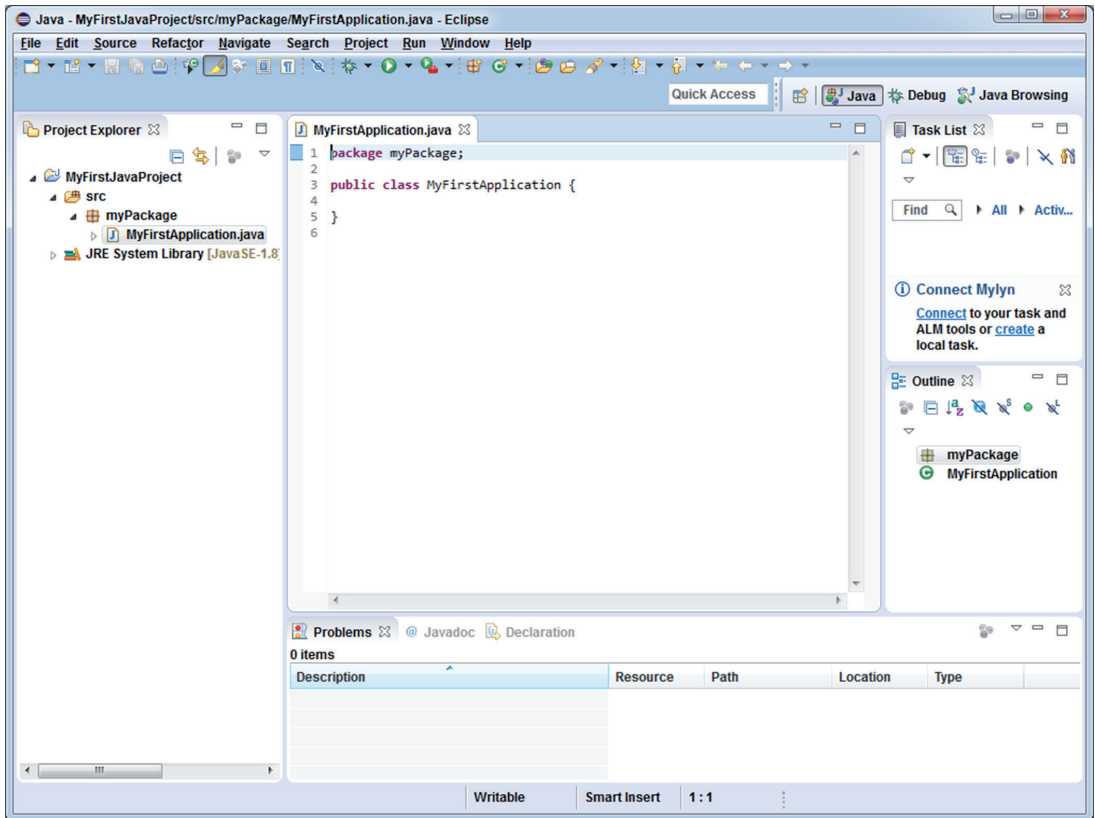 Java - MyFirstJavaProject/src/myPackage/MyFirstApplication.java - Eclipse
File Edit Source Refactor Navigate Search Project Run Window Help
Quick Access Java Debug Java Browsing
Project Explorer
MyFirstJavaProject
src
myPackage
MyFirstApplication.java
JRE System Library [JavaSE-1.8]
MyFirstApplication.java
1 package myPackage;
2
3 public class MyFirstApplication {
4
5 }
6
Task List
Find All Activ...
Connect Mylyn
Connect to your task and
ALM tools or create a
local task.
Outline
myPackage
MyFirstApplication
Problems @ Javadoc Declaration
0 items
Description Resource Path Location Type
Writable Smart Insert 1 : 1